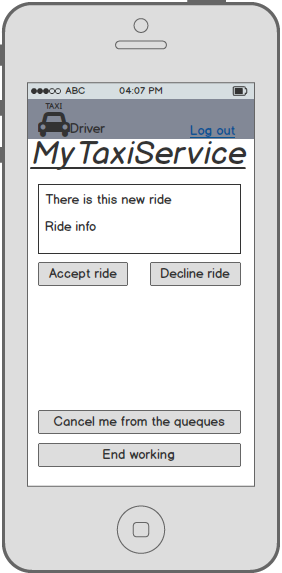 ABC 04:07 PM
TAXI
Driver
Log out
MyTaxiService
There is this new ride
Ride info
Accept ride Decline ride
Cancel me from the queques
End working